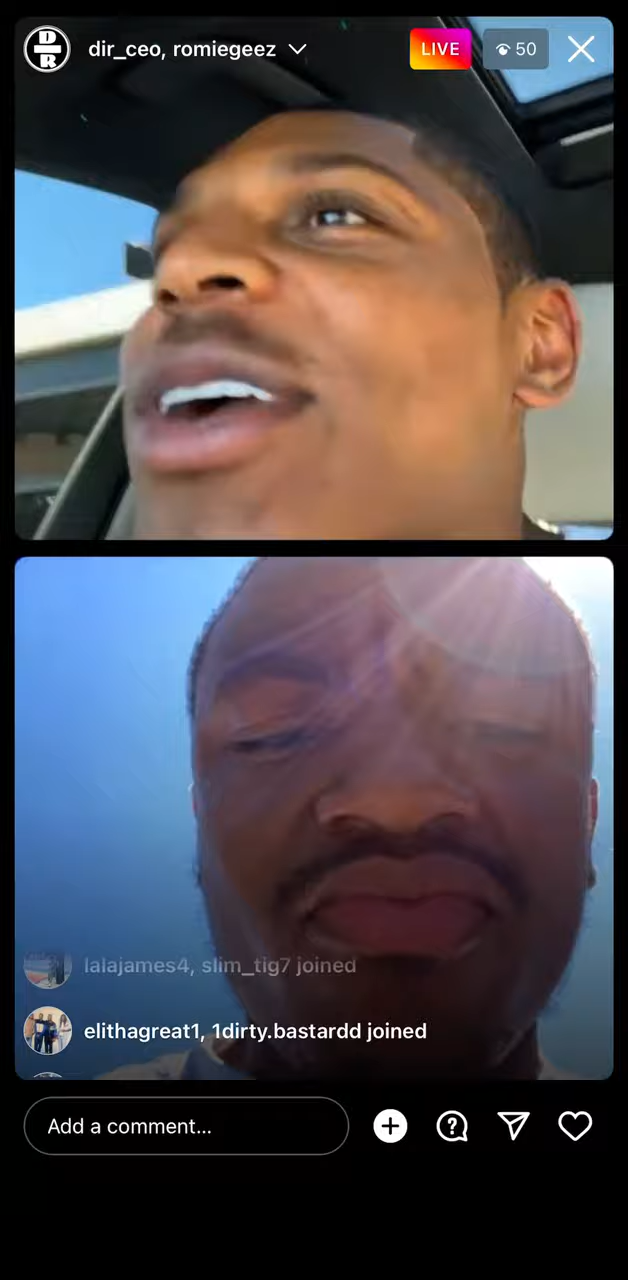 D
R
dir_ceo, romiegeez
LIVE
50
lalajames4, slim_tig7 joined
elithagreat1, 1dirty.bastardd joined
Add a comment...